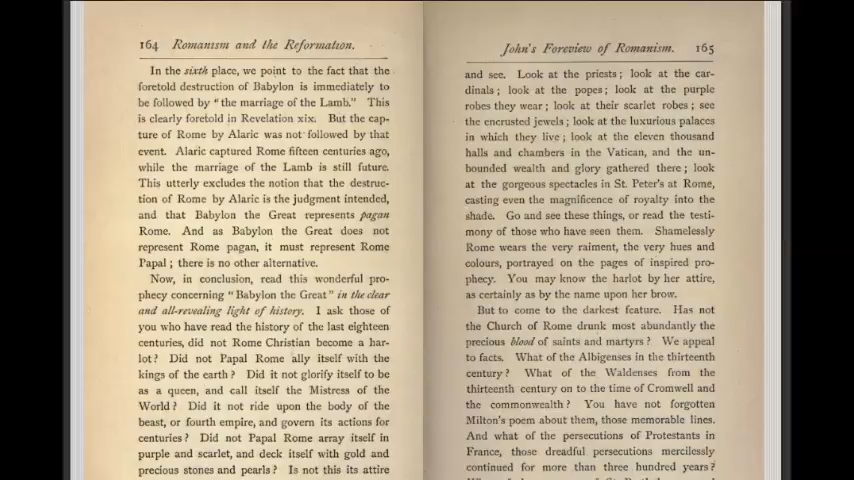 164 Romanism and the Reformation.
In the sixth place, we point to the fact that the
foretold destruction of Babylon is immediately to
be followed by “the marriage of the Lamb.” This
is clearly foretold in Revelation xix. But the cap-
ture of Rome by Alaric was not followed by that
event. Alaric captured Rome fifteen centuries ago,
while the marriage of the Lamb is still future.
This utterly excludes the notion that the destruc-
tion of Rome by Alaric is the judgment intended,
and that Babylon the Great represents pagan
Rome. And as Babylon the Great does not
represent Rome pagan, it must represent Rome
Papal; there is no other alternative.
Now, in conclusion, read this wonderful pro-
phecy concerning “Babylon the Great” in the clear
and all-revealing light of history. I ask those of
you who have read the history of the last eighteen
centuries, did not Rome Christian become a har-
lot? Did not Papal Rome ally itself with the
kings of the earth? Did it not glorify itself to be
as a queen, and call itself the Mistress of the
World? Did it not ride upon the body of the
beast, or fourth empire, and govern its actions for
centuries? Did not Papal Rome array itself in
purple and scarlet, and deck itself with gold and
precious stones and pearls? Is not this its attire
John's Foreview of Romanism. 165
and see. Look at the priests; look at the car-
dinals; look at the popes; look at the purple
robes they wear; look at their scarlet robes; see
the encrusted jewels; look at the luxurious palaces
in which they live; look at the eleven thousand
halls and chambers in the Vatican, and the un-
bounded wealth and glory gathered there; look
at the gorgeous spectacles in St. Peter's at Rome,
casting even the magnificence of royalty into the
shade. Go and see these things, or read the testi-
mony of those who have seen them. Shamelessly
Rome wears the very raiment, the very hues and
colours, portrayed on the pages of inspired pro-
phecy. You may know the harlot by her attire,
as certainly as by the name upon her brow.
But to come to the darkest feature. Has not
the Church of Rome drunk most abundantly the
precious blood of saints and martyrs? We appeal
to facts. What of the Albigenses in the thirteenth
century? What of the Waldenses from the
thirteenth century on to the time of Cromwell and
the commonwealth? You have not forgotten
Milton's poem about them, those memorable lines.
And what of the persecutions of Protestants in
France, those dreadful persecutions mercilessly
continued for more than three hundred years?